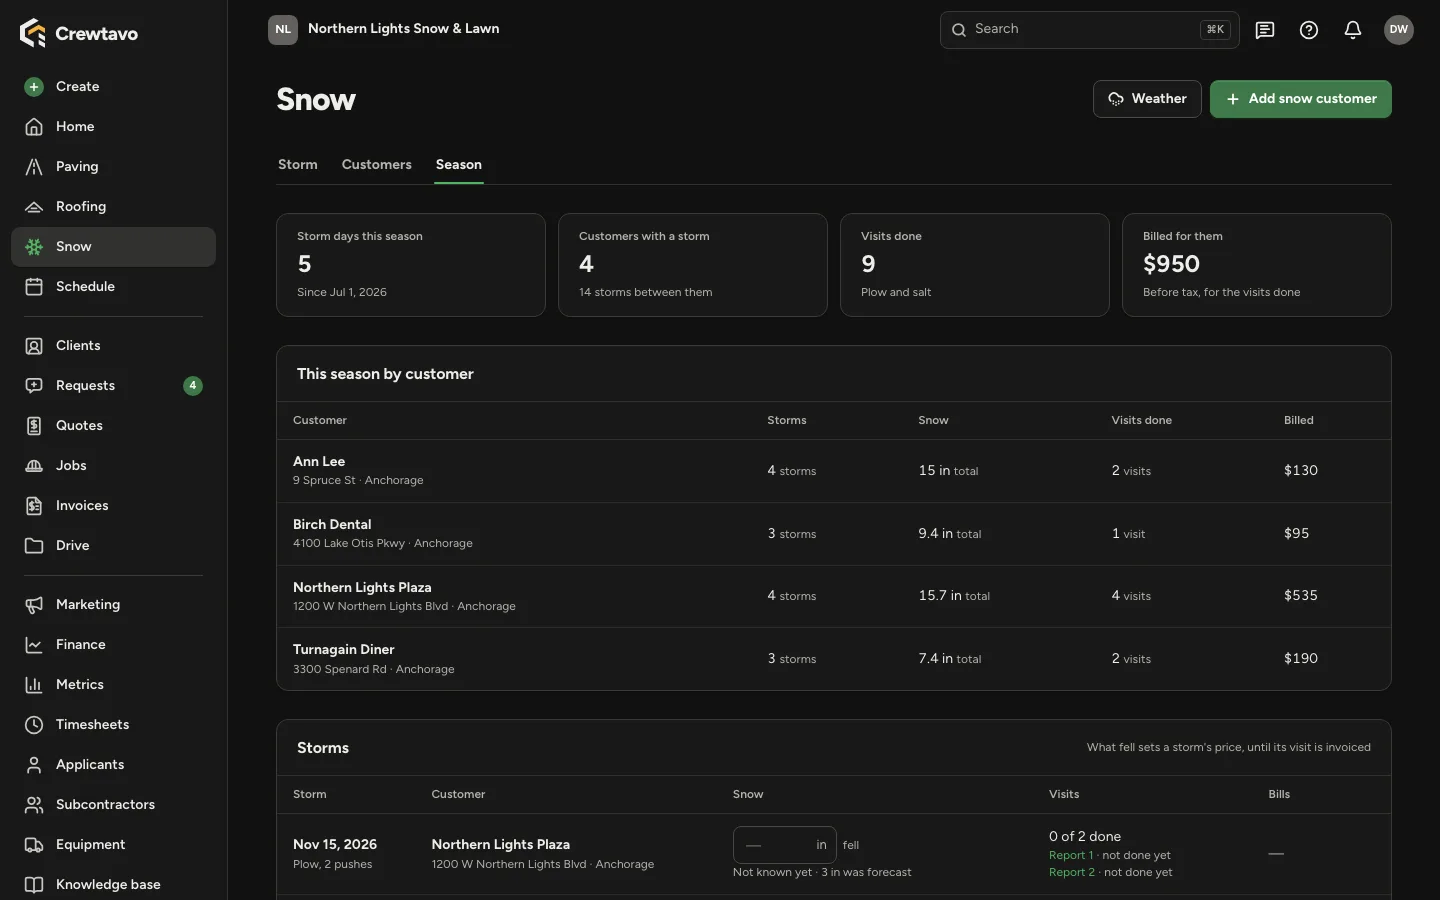 Crewtavo
Create
Home
Paving
Roofing
Snow
Schedule
Clients
Requests 4
Quotes
Jobs
Invoices
Drive
Marketing
Finance
Metrics
Timesheets
Applicants
Subcontractors
Equipment
Knowledge base
NL Northern Lights Snow & Lawn
Search ⌘K
DW
Snow
Weather
+ Add snow customer
Storm Customers Season
Storm days this season
5
Since Jul 1, 2026
Customers with a storm
4
14 storms between them
Visits done
9
Plow and salt
Billed for them
$950
Before tax, for the visits done
This season by customer
Customer Storms Snow Visits done Billed
Ann Lee
9 Spruce St · Anchorage
4 storms 15 in total 2 visits $130
Birch Dental
4100 Lake Otis Pkwy · Anchorage
3 storms 9.4 in total 1 visit $95
Northern Lights Plaza
1200 W Northern Lights Blvd · Anchorage
4 storms 15.7 in total 4 visits $535
Turnagain Diner
3300 Spenard Rd · Anchorage
3 storms 7.4 in total 2 visits $190
Storms
What fell sets a storm's price, until its visit is invoiced
Storm Customer Snow Visits Bills
Nov 15, 2026
Plow, 2 pushes
Northern Lights Plaza
1200 W Northern Lights Blvd · Anchorage
— in fell
Not known yet · 3 in was forecast
0 of 2 done
Report 1 · not done yet
Report 2 · not done yet
—